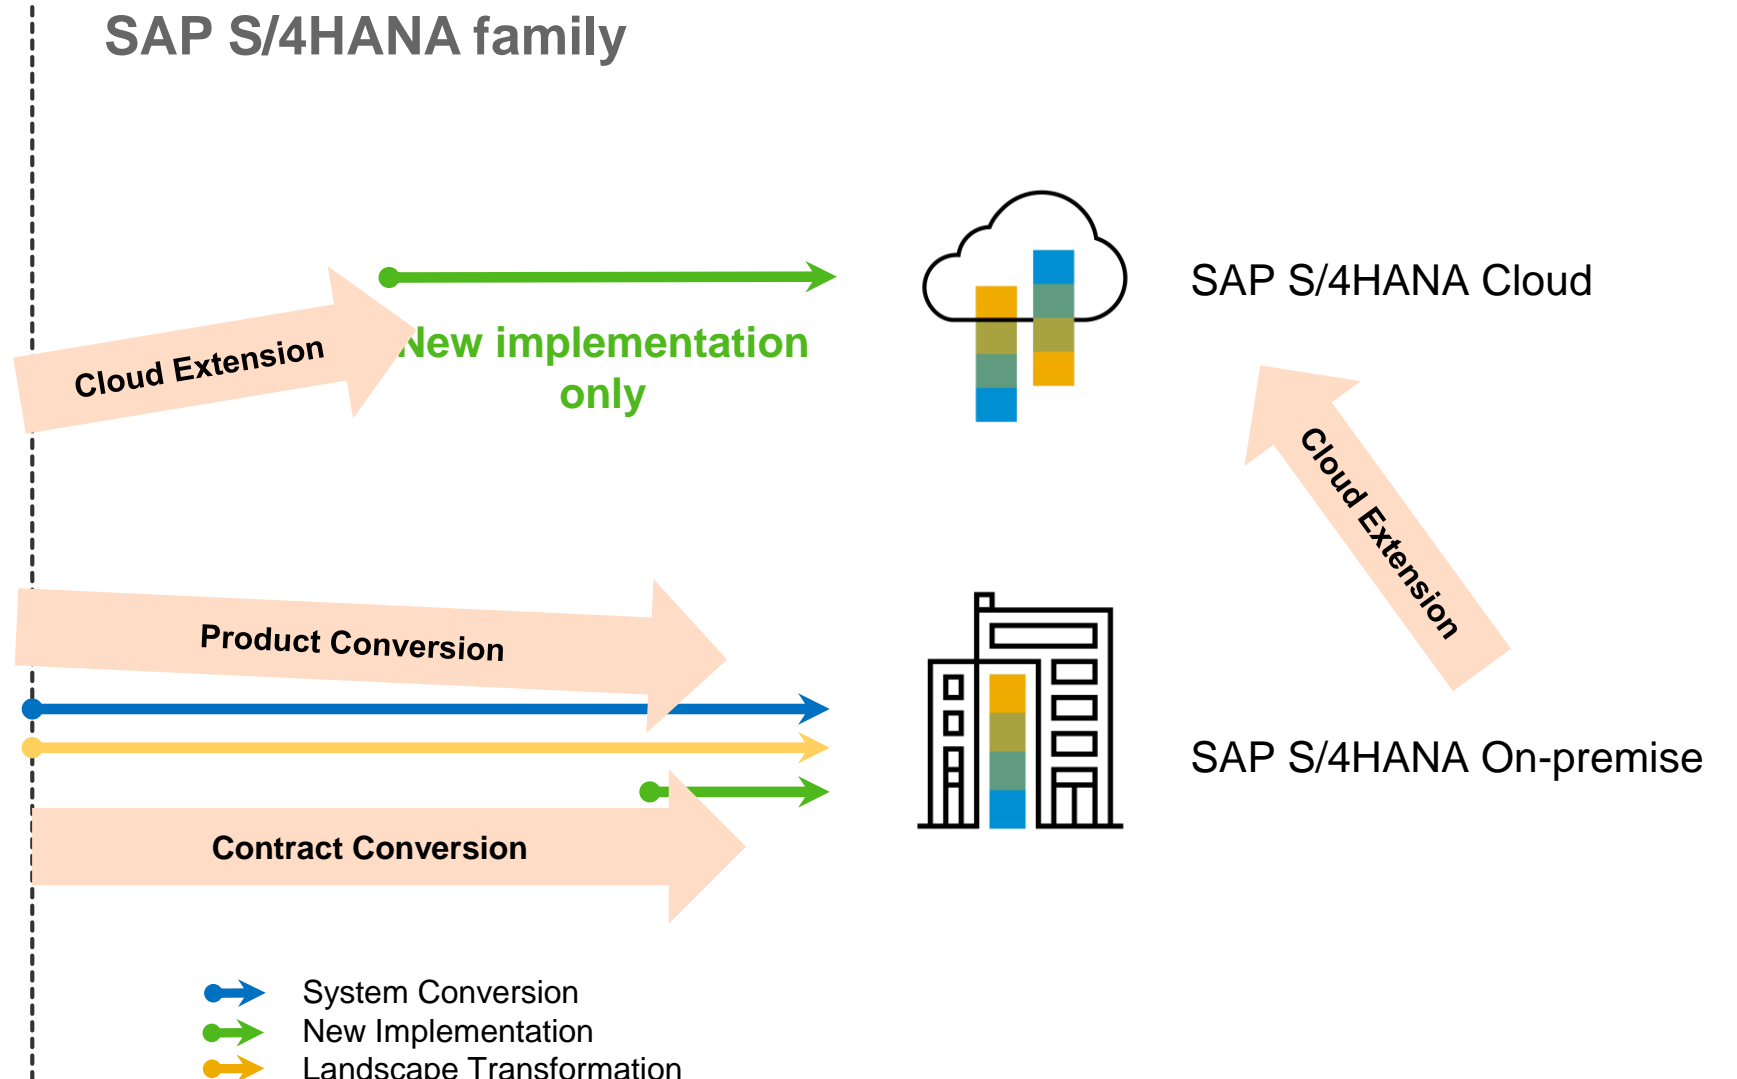 SAP S/4HANA family
SAP S/4HANA Cloud
New implementation
only
Cloud Extension
Cloud Extension
Product Conversion
SAP S/4HANA On-premise
Contract Conversion
System Conversion
New Implementation
Landscape Transformation